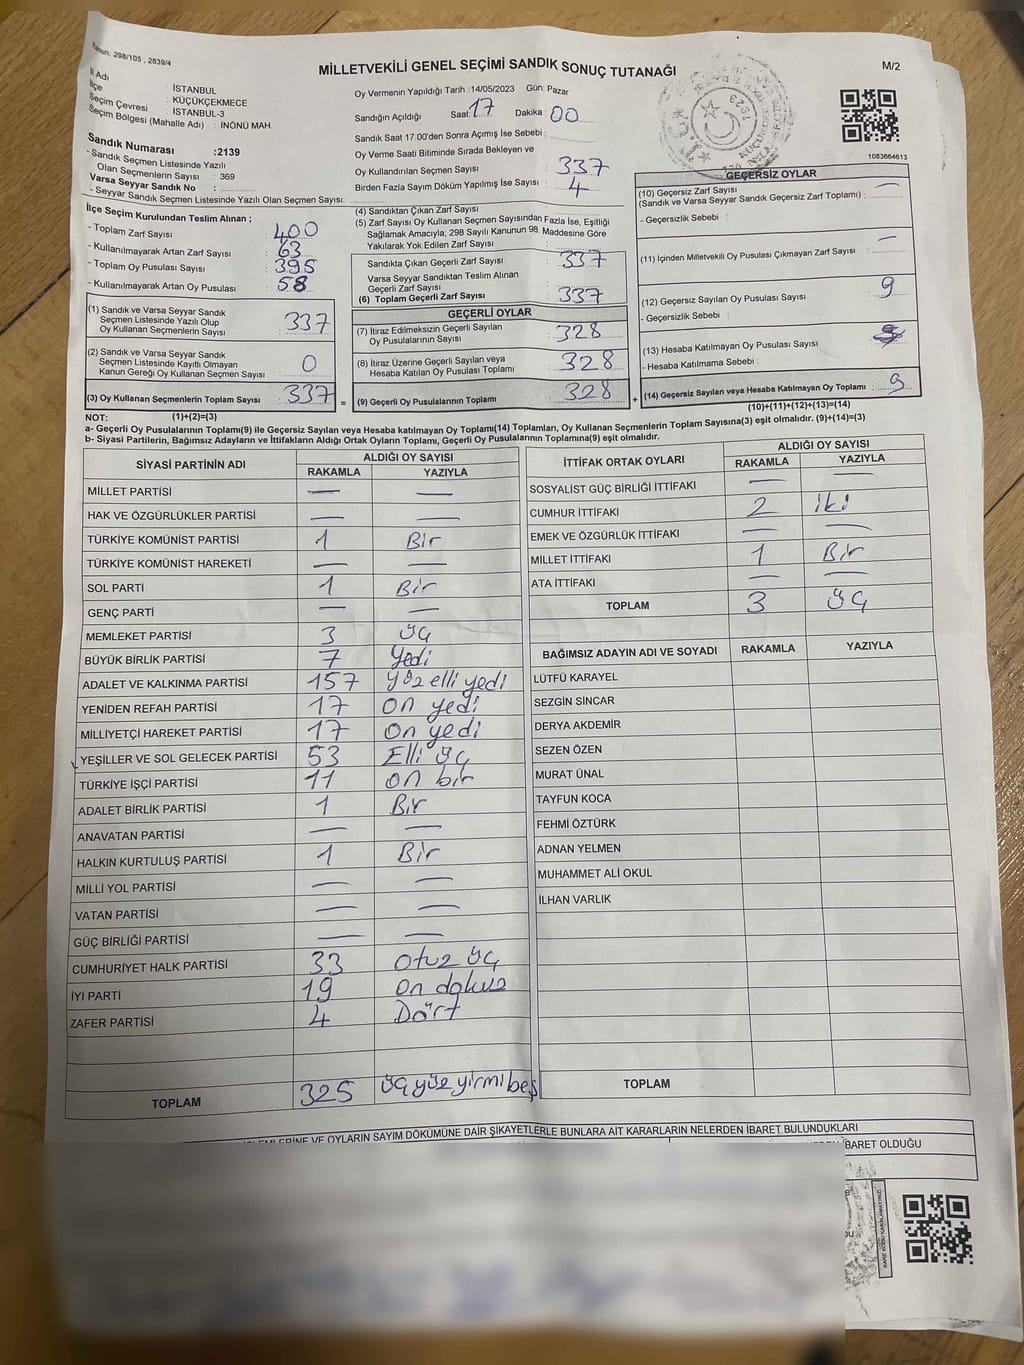 Kanun: 298/105 , 2839/4
MİLLETVEKİLİ GENEL SEÇİMİ SANDIK SONUÇ TUTANAĞI
M/2
İl Adı : İSTANBUL
İlçe : KÜÇÜKÇEKMECE
Seçim Çevresi : İSTANBUL-3
Seçim Bölgesi (Mahalle Adı) : İNÖNÜ MAH.
Sandık Numarası :2139
- Sandık Seçmen Listesinde Yazılı
Olan Seçmenlerin Sayısı : 369
Varsa Seyyar Sandık No :
- Seyyar Sandık Seçmen Listesinde Yazılı Olan Seçmen Sayısı:
İlçe Seçim Kurulundan Teslim Alınan ;
- Toplam Zarf Sayısı : 400
- Kullanılmayarak Artan Zarf Sayısı : 63
- Toplam Oy Pusulası Sayısı : 395
- Kullanılmayarak Artan Oy Pusulası : 58
(1) Sandık ve Varsa Seyyar Sandık
Seçmen Listesinde Yazılı Olup
Oy Kullanan Seçmenlerin Sayısı : 337
(2) Sandık ve Varsa Seyyar Sandık
Seçmen Listesinde Kayıtlı Olmayan
Kanun Gereği Oy Kullanan Seçmen Sayısı : 0
(3) Oy Kullanan Seçmenlerin Toplam Sayısı : 337
Oy Vermenin Yapıldığı Tarih :14/05/2023 Gün: Pazar
Sandığın Açıldığı Saat: 17 Dakika : 00
Sandık Saat 17:00'den Sonra Açılmış İse Sebebi :
Oy Verme Saati Bitiminde Sırada Bekleyen ve
Oy Kullandırılan Seçmen Sayısı : 337
Birden Fazla Sayım Döküm Yapılmış İse Sayısı : 4
(4) Sandıktan Çıkan Zarf Sayısı :
(5) Zarf Sayısı Oy Kullanan Seçmen Sayısından Fazla İse, Eşitliği
Sağlamak Amacıyla; 298 Sayılı Kanunun 98. Maddesine Göre
Yakılarak Yok Edilen Zarf Sayısı :
Sandıkta Çıkan Geçerli Zarf Sayısı : 337
Varsa Seyyar Sandıktan Teslim Alınan
Geçerli Zarf Sayısı :
(6) Toplam Geçerli Zarf Sayısı : 337
GEÇERLİ OYLAR
(7) İtiraz Edilmeksizin Geçerli Sayılan
Oy Pusulalarının Sayısı : 328
(8) İtiraz Üzerine Geçerli Sayılan veya
Hesaba Katılan Oy Pusulası Toplamı : 328
= (9) Geçerli Oy Pusulalarının Toplamı : 328 +
1083664613
GEÇERSİZ OYLAR
(10) Geçersiz Zarf Sayısı
(Sandık ve Varsa Seyyar Sandık Geçersiz Zarf Toplamı) : —
- Geçersizlik Sebebi :
(11) İçinden Milletvekili Oy Pusulası Çıkmayan Zarf Sayısı : —
(12) Geçersiz Sayılan Oy Pusulası Sayısı : 9
- Geçersizlik Sebebi :
(13) Hesaba Katılmayan Oy Pusulası Sayısı :
- Hesaba Katılmama Sebebi :
(14) Geçersiz Sayılan veya Hesaba Katılmayan Oy Toplamı : 9
(10)+(11)+(12)+(13)=(14)
NOT: (1)+(2)=(3)
a- Geçerli Oy Pusulalarının Toplamı(9) ile Geçersiz Sayılan veya Hesaba katılmayan Oy Toplamı(14) Toplamları, Oy Kullanan Seçmenlerin Toplam Sayısına(3) eşit olmalıdır. (9)+(14)=(3)
b- Siyasi Partilerin, Bağımsız Adayların ve İttifakların Aldığı Ortak Oyların Toplamı, Geçerli Oy Pusulalarının Toplamına(9) eşit olmalıdır.
SİYASİ PARTİNİN ADI ALDIĞI OY SAYISI
RAKAMLA YAZIYLA
MİLLET PARTİSİ — —
HAK VE ÖZGÜRLÜKLER PARTİSİ — —
TÜRKİYE KOMÜNİST PARTİSİ 1 Bir
TÜRKİYE KOMÜNİST HAREKETİ — —
SOL PARTİ 1 Bir
GENÇ PARTİ — —
MEMLEKET PARTİSİ 3 üç
BÜYÜK BİRLİK PARTİSİ 7 Yedi
ADALET VE KALKINMA PARTİSİ 157 yüz elli yedi
YENİDEN REFAH PARTİSİ 17 on yedi
MİLLİYETÇİ HAREKET PARTİSİ 17 On yedi
YEŞİLLER VE SOL GELECEK PARTİSİ 53 Elli üç
TÜRKİYE İŞÇİ PARTİSİ 11 on bir
ADALET BİRLİK PARTİSİ 1 Bir
ANAVATAN PARTİSİ — —
HALKIN KURTULUŞ PARTİSİ 1 Bir
MİLLİ YOL PARTİSİ — —
VATAN PARTİSİ — —
GÜÇ BİRLİĞİ PARTİSİ — —
CUMHURİYET HALK PARTİSİ 33 otuz üç
İYİ PARTİ 19 on dokuz
ZAFER PARTİSİ 4 Dört
TOPLAM 325 üçyüzyirmibeş
İTTİFAK ORTAK OYLARI ALDIĞI OY SAYISI
RAKAMLA YAZIYLA
SOSYALİST GÜÇ BİRLİĞİ İTTİFAKI — —
CUMHUR İTTİFAKI 2 iki
EMEK VE ÖZGÜRLÜK İTTİFAKI — —
MİLLET İTTİFAKI 1 Bir
ATA İTTİFAKI — —
TOPLAM 3 üç
BAĞIMSIZ ADAYIN ADI VE SOYADI RAKAMLA YAZIYLA
LÜTFÜ KARAYEL
SEZGİN SİNCAR
DERYA AKDEMİR
SEZEN ÖZEN
MURAT ÜNAL
TAYFUN KOCA
FEHMİ ÖZTÜRK
ADNAN YELMEN
MUHAMMET ALİ OKUL
İLHAN VARLIK
TOPLAM
İŞLEMLERİNE VE OYLARIN SAYIM DÖKÜMÜNE DAİR ŞİKAYETLERLE BUNLARA AİT KARARLARIN NELERDEN İBARET BULUNDUKLARI
İBARET OLDUĞU